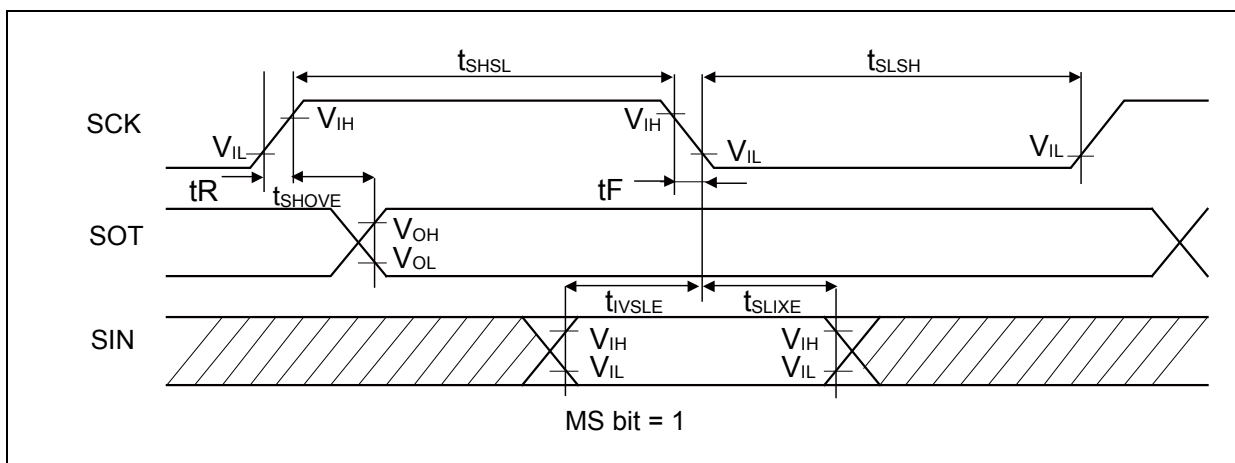 tSHSL
tSLSH
SCK
VIH
VIH
VIL
VIL
VIL
tR
tSHOVE
tF
SOT
VOH
VOL
tIVSLE
tSLIXE
SIN
VIH
VIH
VIL
VIL
MS bit = 1